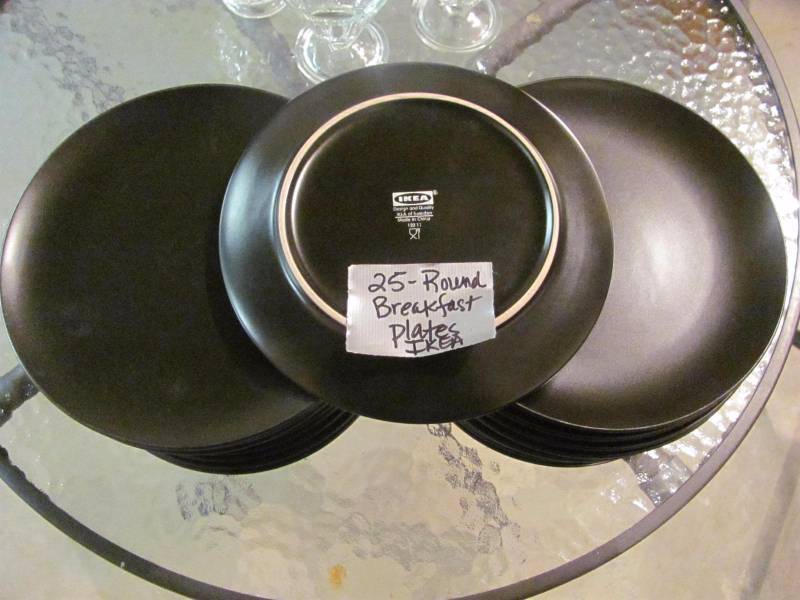 IKEA®
Design and Quality
IKEA of Sweden
Made in China
25-Round
Breakfast
Plates
IKEA